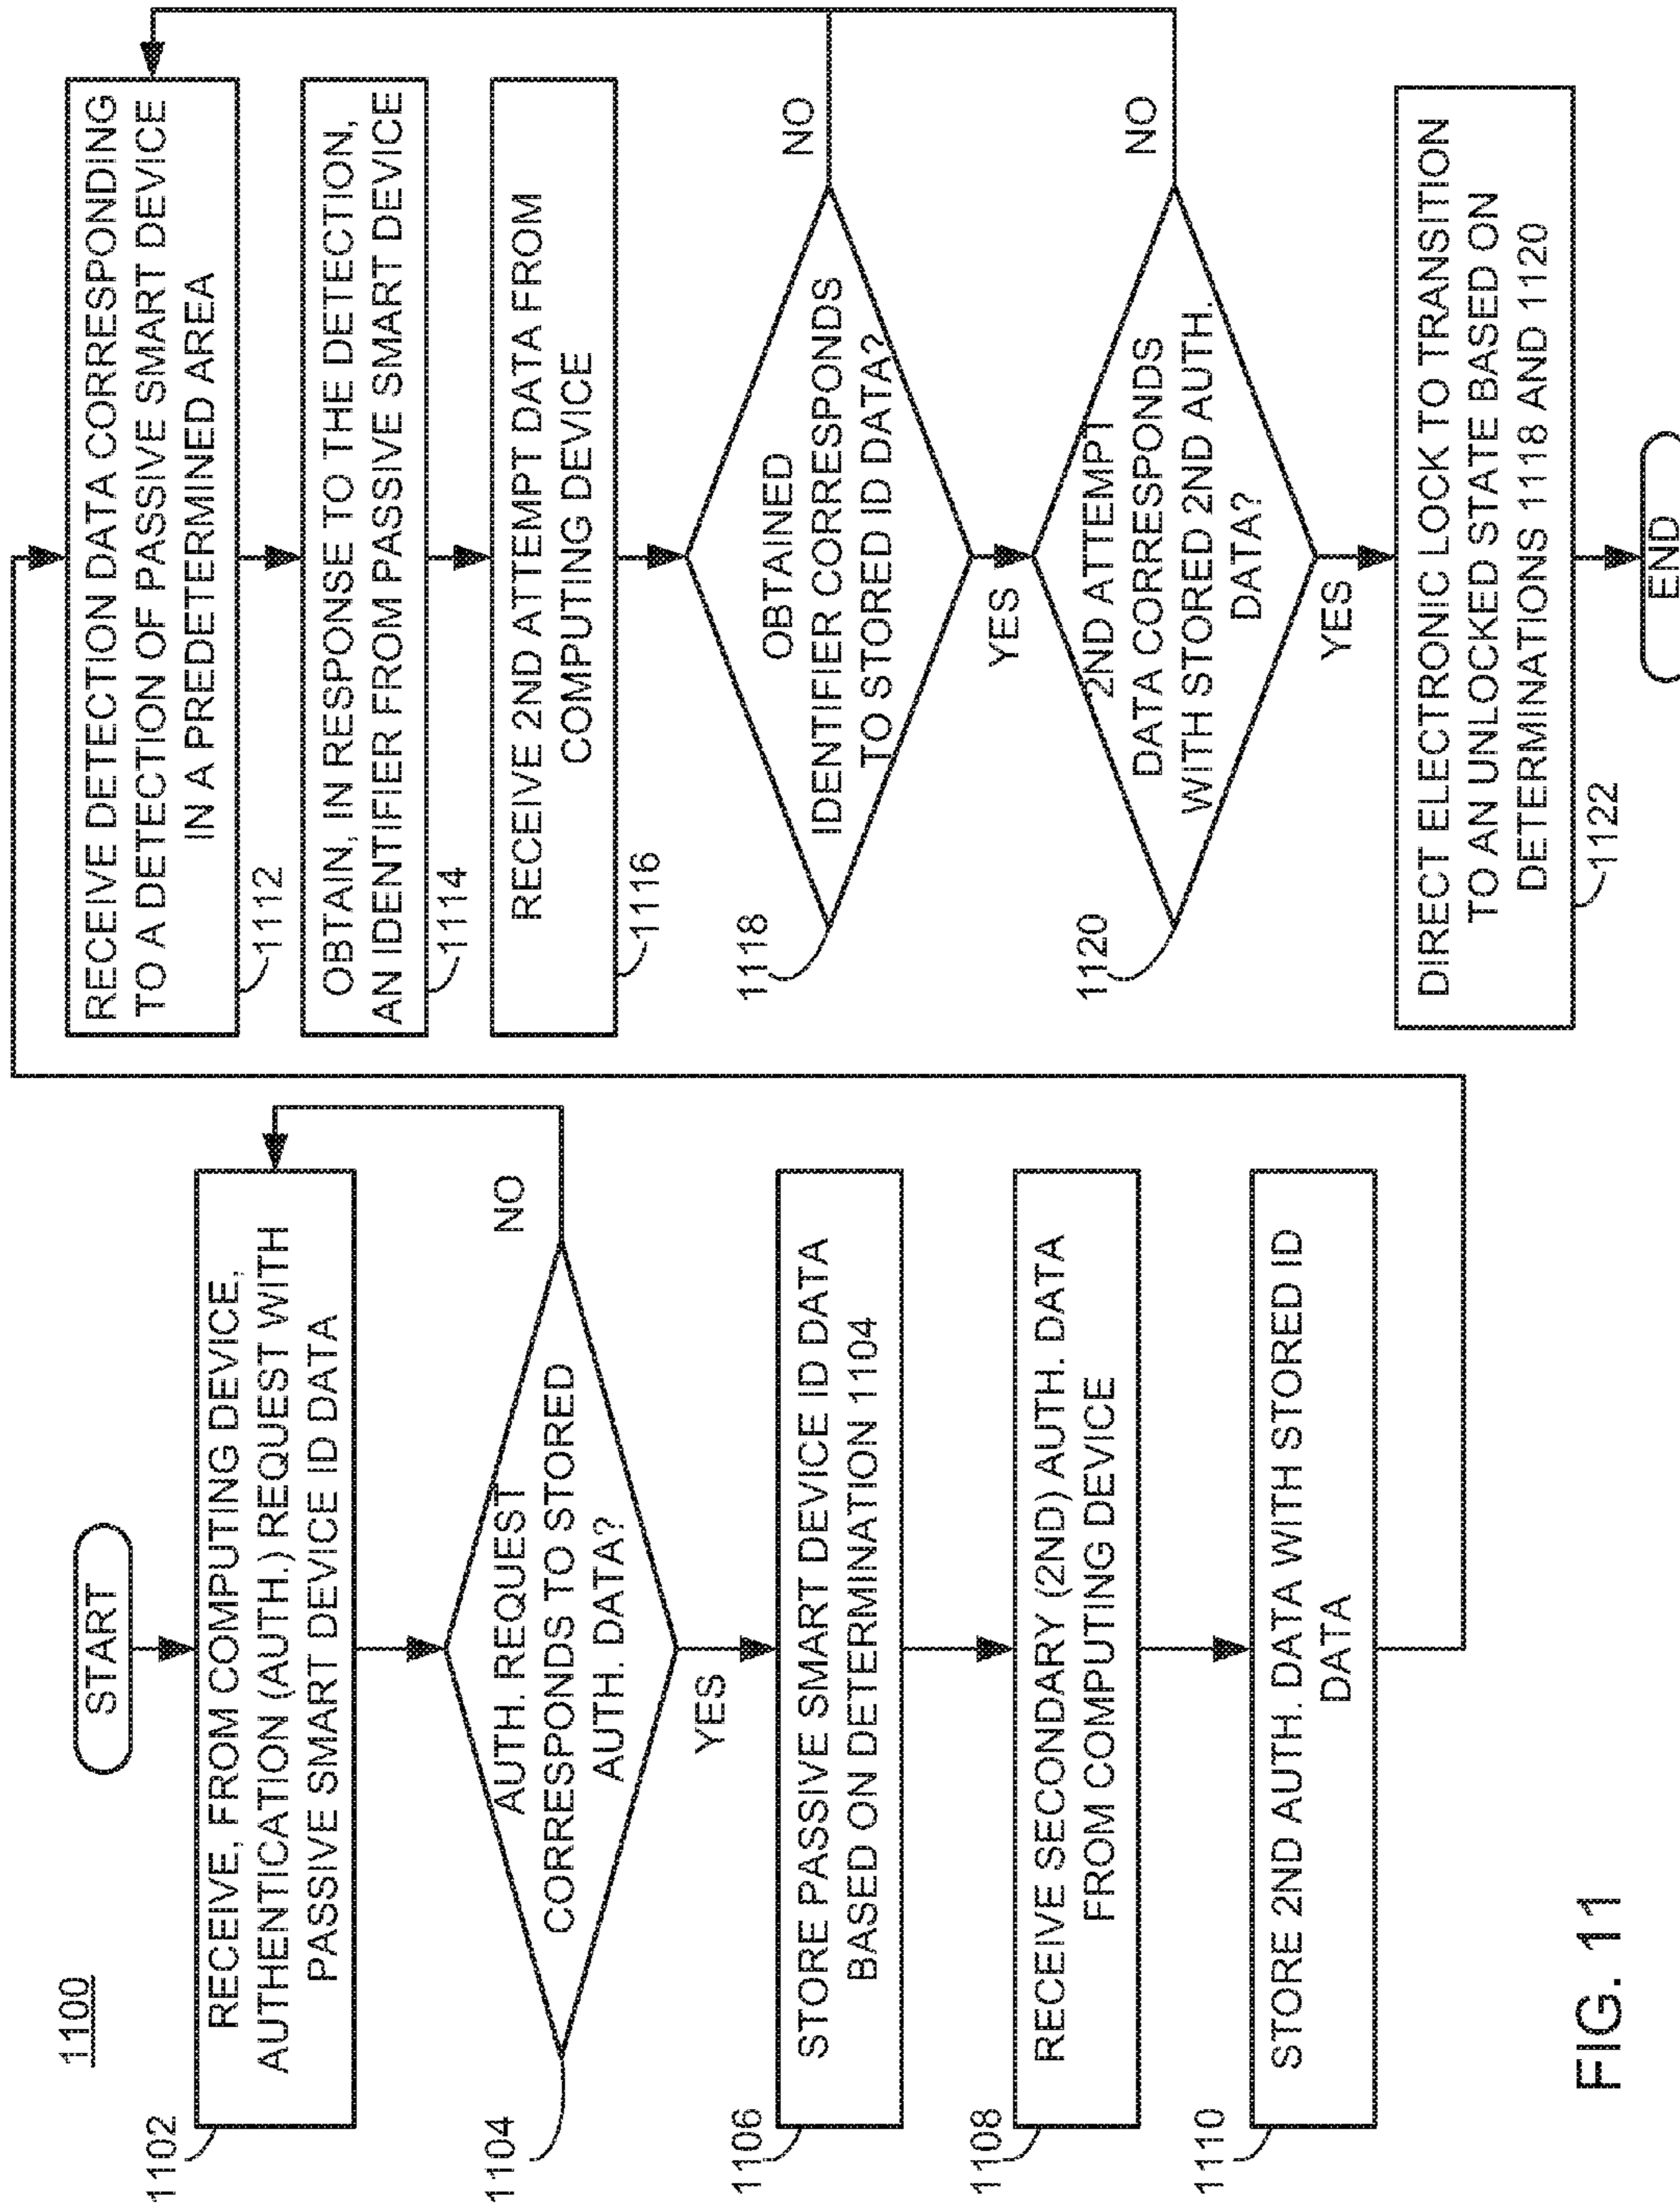 1100
START
RECEIVE, FROM COMPUTING DEVICE,
AUTHENTICATION (AUTH.) REQUEST WITH
PASSIVE SMART DEVICE ID DATA
1102
AUTH. REQUEST
CORRESPONDS TO STORED
AUTH. DATA?
NO
1104
YES
STORE PASSIVE SMART DEVICE ID DATA
BASED ON DETERMINATION 1104
1106
RECEIVE SECONDARY (2ND) AUTH. DATA
FROM COMPUTING DEVICE
1108
STORE 2ND AUTH. DATA WITH STORED ID
DATA
1110
RECEIVE DETECTION DATA CORRESPONDING
TO A DETECTION OF PASSIVE SMART DEVICE
IN A PREDETERMINED AREA
1112
OBTAIN, IN RESPONSE TO THE DETECTION,
AN IDENTIFIER FROM PASSIVE SMART DEVICE
1114
RECEIVE 2ND ATTEMPT DATA FROM
COMPUTING DEVICE
1116
OBTAINED
IDENTIFIER CORRESPONDS
TO STORED ID DATA?
NO
1118
YES
2ND ATTEMPT
DATA CORRESPONDS
WITH STORED 2ND AUTH.
DATA?
NO
1120
YES
DIRECT ELECTRONIC LOCK TO TRANSITION
TO AN UNLOCKED STATE BASED ON
DETERMINATIONS 1118 AND 1120
1122
END
FIG. 11